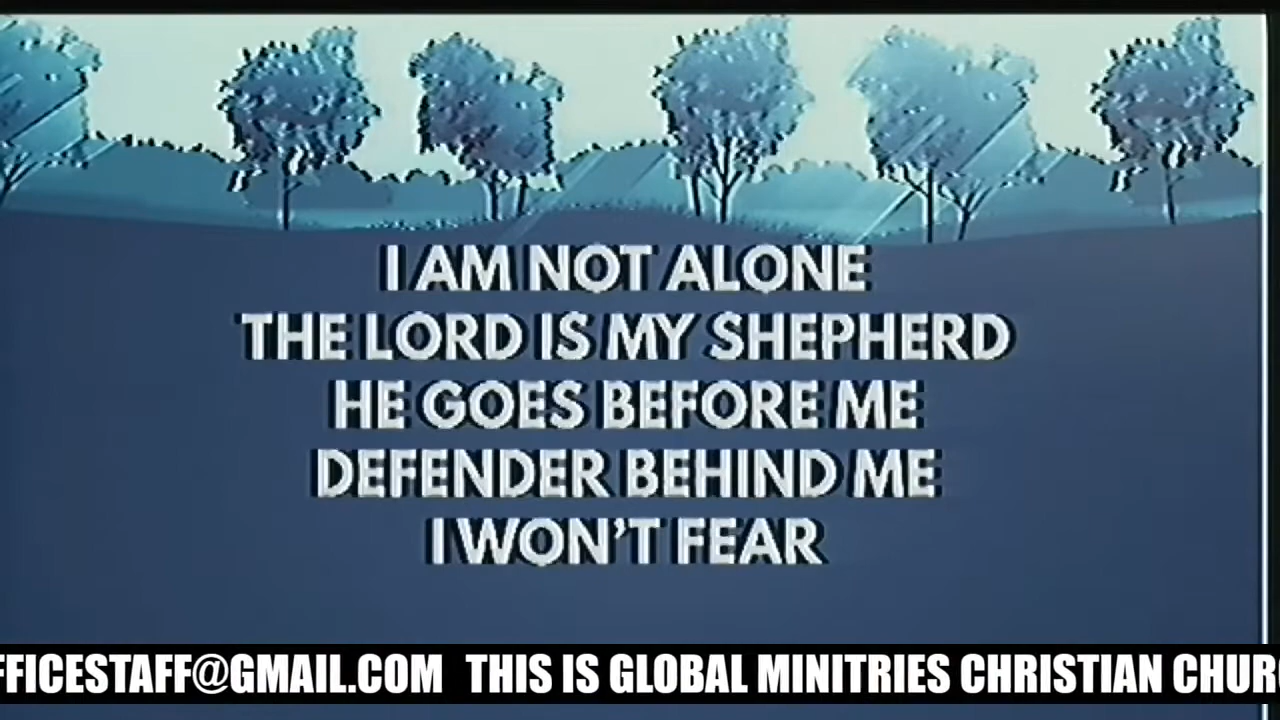 I AM NOT ALONE
THE LORD IS MY SHEPHERD
HE GOES BEFORE ME
DEFENDER BEHIND ME
I WON'T FEAR
FFICESTAFF@GMAIL.COM THIS IS GLOBAL MINITRIES CHRISTIAN CHUR